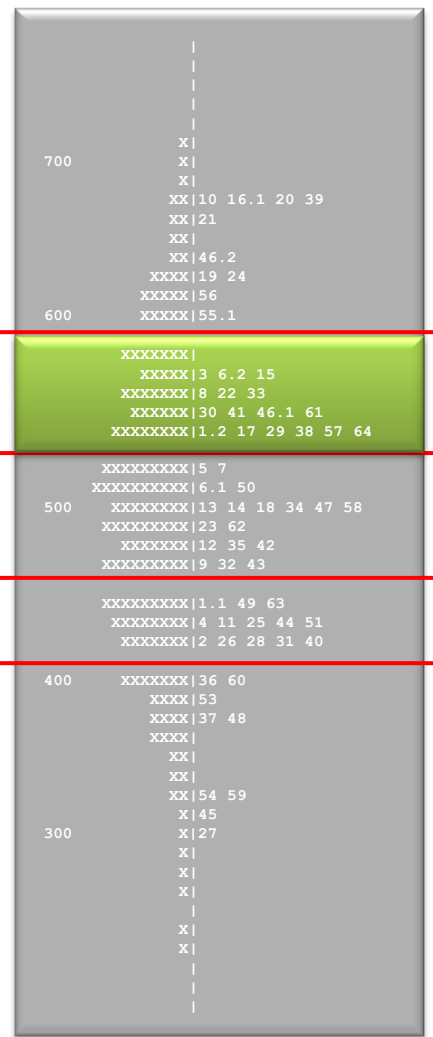 |
|
|
|
|
X|
700 X|
X|
XX|10 16.1 20 39
XX|21
XX|
XX|46.2
XXXX|19 24
XXXXX|56
600 XXXXX|55.1
XXXXXXX|
XXXXX|3 6.2 15
XXXXXXX|8 22 33
XXXXXX|30 41 46.1 61
XXXXXXXX|1.2 17 29 38 57 64
XXXXXXXXX|5 7
XXXXXXXXXX|6.1 50
500 XXXXXXXX|13 14 18 34 47 58
XXXXXXXXX|23 62
XXXXXXX|12 35 42
XXXXXXXXX|9 32 43
XXXXXXXXX|1.1 49 63
XXXXXXXX|4 11 25 44 51
XXXXXXX|2 26 28 31 40
400 XXXXXXX|36 60
XXXX|53
XXXX|37 48
XXXX|
XX|
XX|
XX|54 59
X|45
300 X|27
X|
X|
X|
|
X|
X|
|
|
|